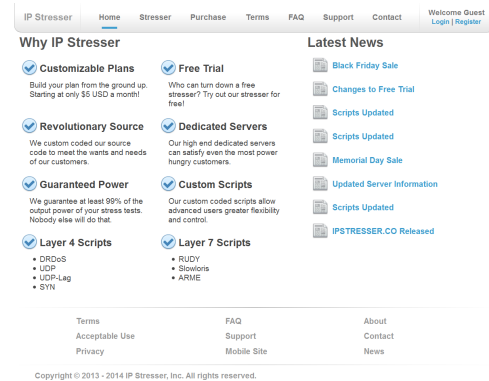 IP Stresser Home Stresser Purchase Terms FAQ Support Contact Welcome Guest
Login | Register
Why IP Stresser
Customizable Plans
Build your plan from the ground up.
Starting at only $5 USD a month!
Free Trial
Who can turn down a free
stresser? Try out our stresser for
free!
Revolutionary Source
We custom coded our source
code to meet the wants and needs
of our customers.
Dedicated Servers
Our high end dedicated servers
can satisfy even the most power
hungry customers.
Guaranteed Power
We guarantee at least 99% of the
output power of your stress tests.
Nobody else will do that.
Custom Scripts
Our custom coded scripts allow
advanced users greater flexibility
and control.
Layer 4 Scripts
• DRDoS
• UDP
• UDP-Lag
• SYN
Layer 7 Scripts
• RUDY
• Slowloris
• ARME
Latest News
Black Friday Sale
Changes to Free Trial
Scripts Updated
Scripts Updated
Memorial Day Sale
Updated Server Information
Scripts Updated
IPSTRESSER.CO Released
Terms FAQ About
Acceptable Use Support Contact
Privacy Mobile Site News
Copyright © 2013 - 2014 IP Stresser, Inc. All rights reserved.